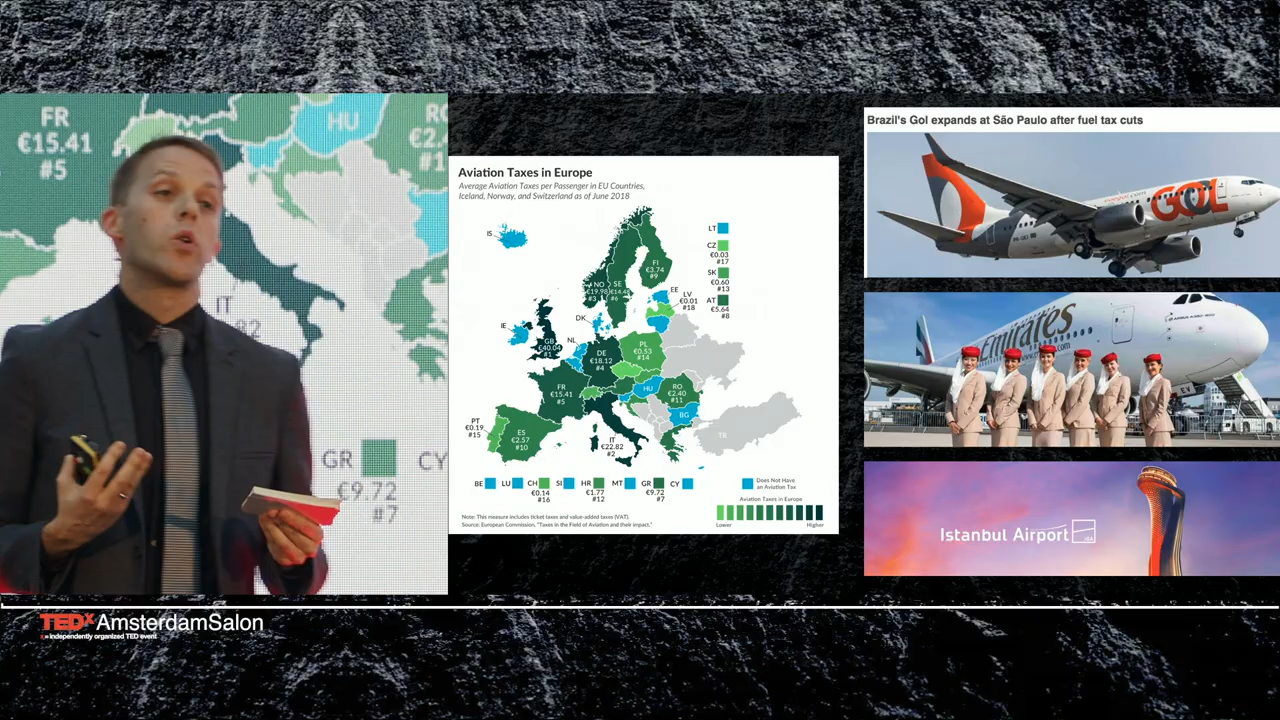 FR
€15.41
#5
HU
IT
GR
CY
€9.72
#7
Aviation Taxes in Europe
Average Aviation Taxes per Passenger in EU Countries,
Iceland, Norway, and Switzerland as of June 2018
IS
LT
CZ
€0.03
#17
SK
€0.60
#13
AT
€5.64
#8
FI
€3.74
#9
NO
€19.98
#3
SE
€14.48
#6
EE
LV
€0.01
#18
DK
IE
GB
€40.04
#1
NL
DE
€18.12
#4
PL
€0.53
#14
FR
€15.41
#5
HU
RO
€2.40
#11
BG
TR
PT
€0.19
#15
ES
€2.57
#10
IT
€22.82
#2
BE
LU
CH
€0.14
#16
SI
HR
€1.77
#12
MT
GR
€9.72
#7
CY
Does Not Have
an Aviation Tax
Aviation Taxes in Europe
Lower
Higher
Note: This measure includes ticket taxes and value-added taxes (VAT).
Source: European Commission, "Taxes in the Field of Aviation and their impact."
Brazil's Gol expands at São Paulo after fuel tax cuts
GOL
Emirates
Istanbul Airport
iGA
TEDxAmsterdamSalon
x=independently organized TED event